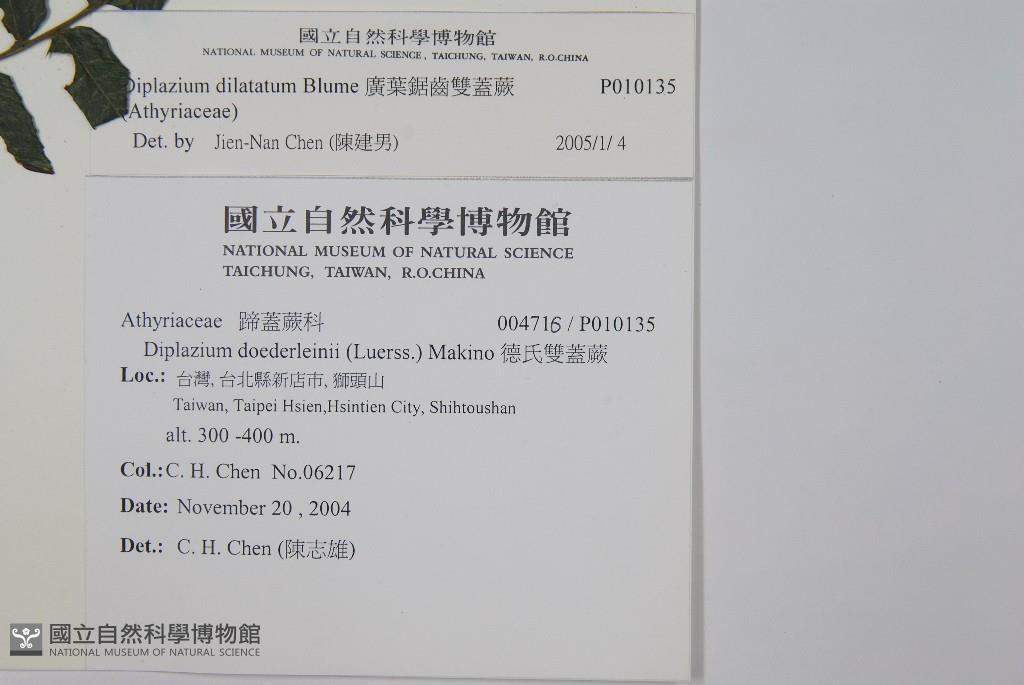 國立自然科學博物館
NATIONAL MUSEUM OF NATURAL SCIENCE, TAICHUNG, TAIWAN, R.O.CHINA
Diplazium dilatatum Blume 廣葉鋸齒雙蓋蕨 P010135
(Athyriaceae)
Det. by Jien-Nan Chen (陳建男) 2005/1/ 4
國立自然科學博物館
NATIONAL MUSEUM OF NATURAL SCIENCE
TAICHUNG, TAIWAN, R.O.CHINA
Athyriaceae 蹄蓋蕨科 004716 / P010135
Diplazium doederleinii (Luerss.) Makino 德氏雙蓋蕨
Loc.: 台灣, 台北縣新店市, 獅頭山
Taiwan, Taipei Hsien,Hsintien City, Shihtoushan
alt. 300 -400 m.
Col.: C. H. Chen No.06217
Date: November 20 , 2004
Det.: C. H. Chen (陳志雄)
國立自然科學博物館
NATIONAL MUSEUM OF NATURAL SCIENCE